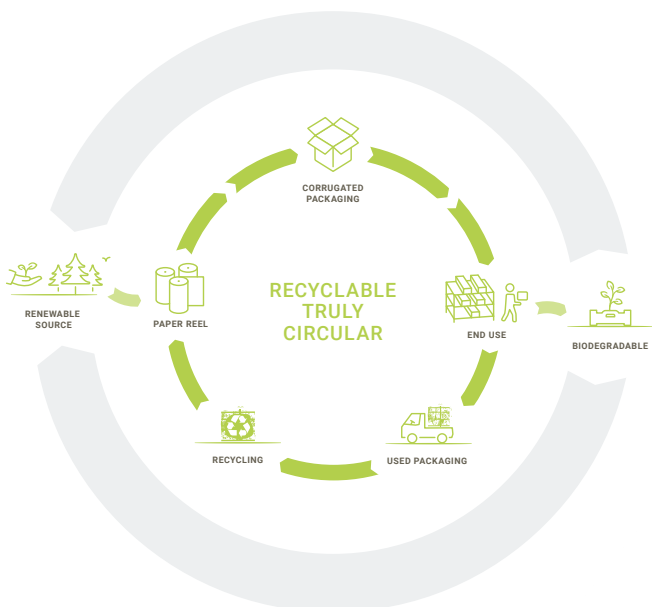 CORRUGATED
PACKAGING
RECYCLABLE
TRULY
CIRCULAR
RENEWABLE
SOURCE
PAPER REEL
END USE
BIODEGRADABLE
RECYCLING
USED PACKAGING